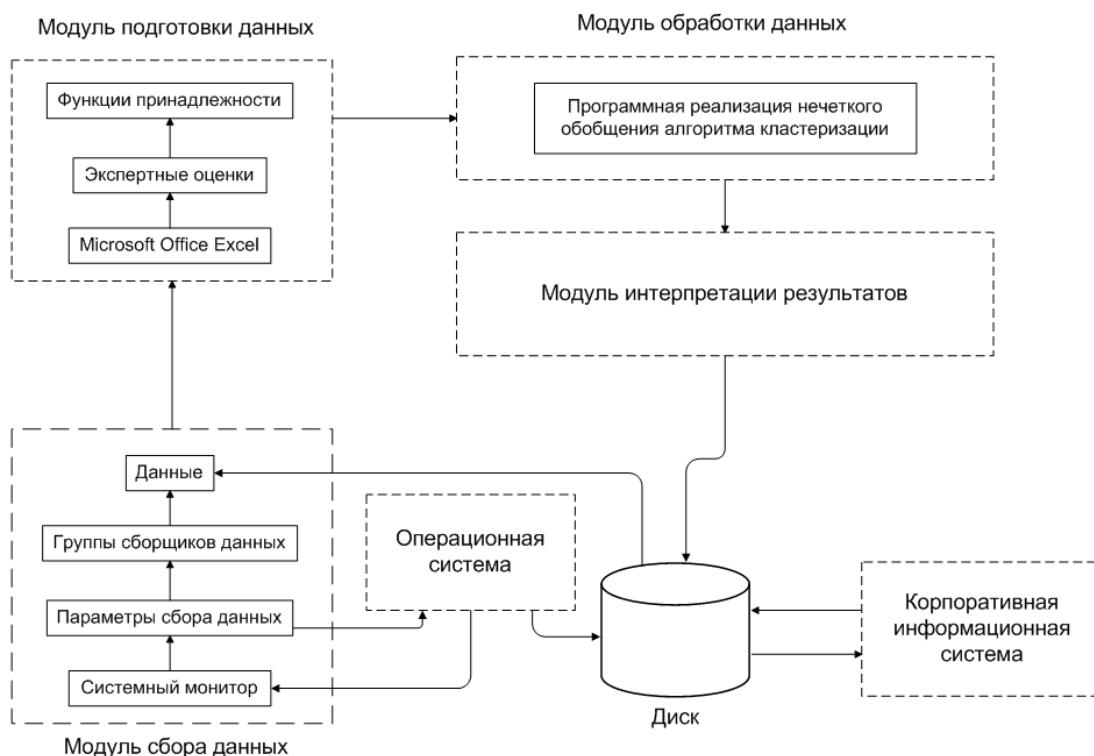 Модуль подготовки данных
Функции принадлежности
Экспертные оценки
Microsoft Office Excel
Модуль обработки данных
Программная реализация нечеткого
обобщения алгоритма кластеризации
Модуль интерпретации результатов
Данные
Группы сборщиков данных
Параметры сбора данных
Системный монитор
Модуль сбора данных
Операционная
система
Диск
Корпоративная
информационная
система